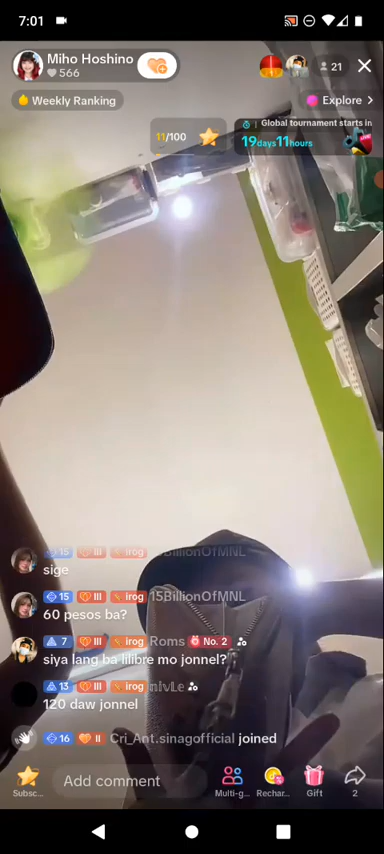 7:01
Miho Hoshino
566
21
Weekly Ranking
Explore
11/100
Global tournament starts in
19days11hours
15 III irog 15BillionOfMNL
sige
15 III irog 15BillionOfMNL
60 pesos ba?
7 III irog Roms No. 2
siya lang ba lilibre mo jonnel?
13 III irog nivLe
120 daw jonnel
16 II Cri_Ant.sinagofficial joined
Subsc...
Add comment
Multi-g...
Rechar...
Gift
2